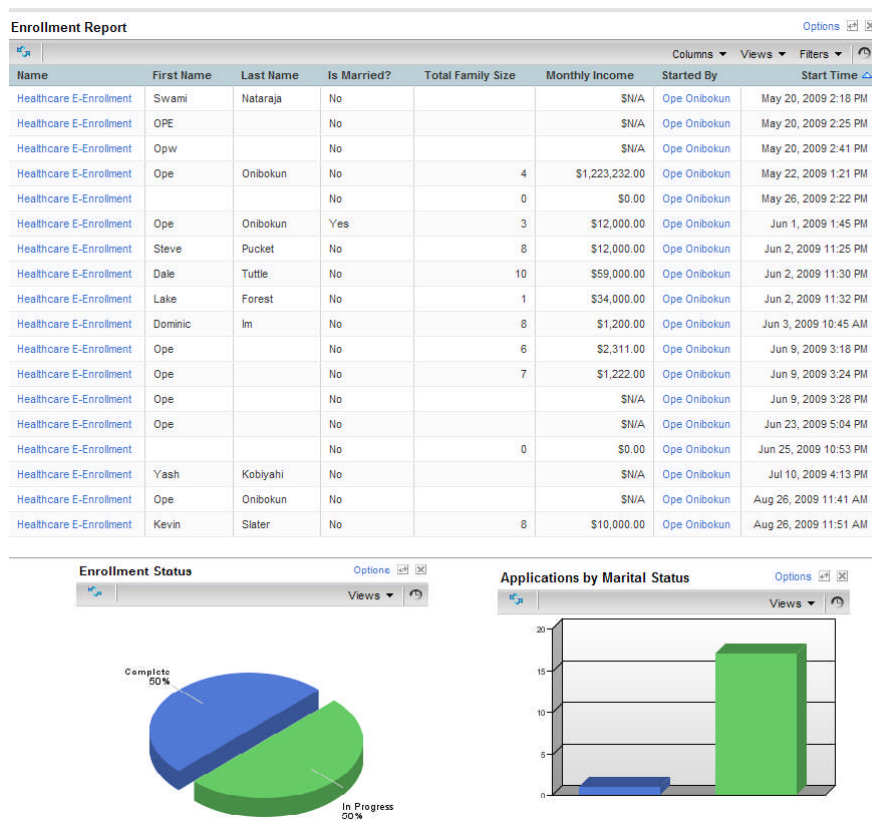 Enrollment Report Options
Columns Views Filters
Name First Name Last Name Is Married? Total Family Size Monthly Income Started By Start Time
Healthcare E-Enrollment Swami Nataraja No $N/A Ope Onibokun May 20, 2009 2:18 PM
Healthcare E-Enrollment OPE No $N/A Ope Onibokun May 20, 2009 2:25 PM
Healthcare E-Enrollment Opw No $N/A Ope Onibokun May 20, 2009 2:41 PM
Healthcare E-Enrollment Ope Onibokun No 4 $1,223,232.00 Ope Onibokun May 22, 2009 1:21 PM
Healthcare E-Enrollment No 0 $0.00 Ope Onibokun May 26, 2009 2:22 PM
Healthcare E-Enrollment Ope Onibokun Yes 3 $12,000.00 Ope Onibokun Jun 1, 2009 1:45 PM
Healthcare E-Enrollment Steve Pucket No 8 $12,000.00 Ope Onibokun Jun 2, 2009 11:25 PM
Healthcare E-Enrollment Dale Tuttle No 10 $59,000.00 Ope Onibokun Jun 2, 2009 11:30 PM
Healthcare E-Enrollment Lake Forest No 1 $34,000.00 Ope Onibokun Jun 2, 2009 11:32 PM
Healthcare E-Enrollment Dominic Im No 8 $1,200.00 Ope Onibokun Jun 3, 2009 10:45 AM
Healthcare E-Enrollment Ope No 6 $2,311.00 Ope Onibokun Jun 9, 2009 3:18 PM
Healthcare E-Enrollment Ope No 7 $1,222.00 Ope Onibokun Jun 9, 2009 3:24 PM
Healthcare E-Enrollment Ope No $N/A Ope Onibokun Jun 9, 2009 3:28 PM
Healthcare E-Enrollment Ope No $N/A Ope Onibokun Jun 23, 2009 5:04 PM
Healthcare E-Enrollment No 0 $0.00 Ope Onibokun Jun 25, 2009 10:53 PM
Healthcare E-Enrollment Yash Kobiyahi No $N/A Ope Onibokun Jul 10, 2009 4:13 PM
Healthcare E-Enrollment Ope Onibokun No $N/A Ope Onibokun Aug 26, 2009 11:41 AM
Healthcare E-Enrollment Kevin Slater No 8 $10,000.00 Ope Onibokun Aug 26, 2009 11:51 AM
Enrollment Status Options
Views
Complete
50%
In Progress
50%
Applications by Marital Status Options
Views
20
15
10
5
0